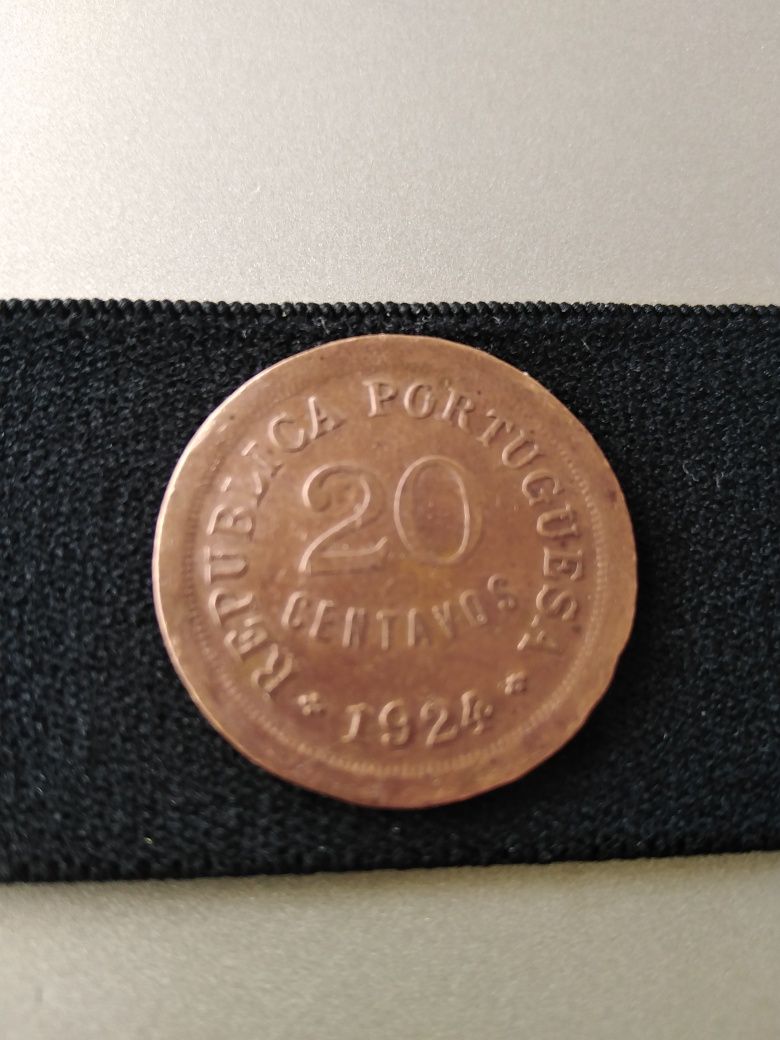 REPUBLICA PORTUGUESA
20
CENTAVOS
* 1924 *